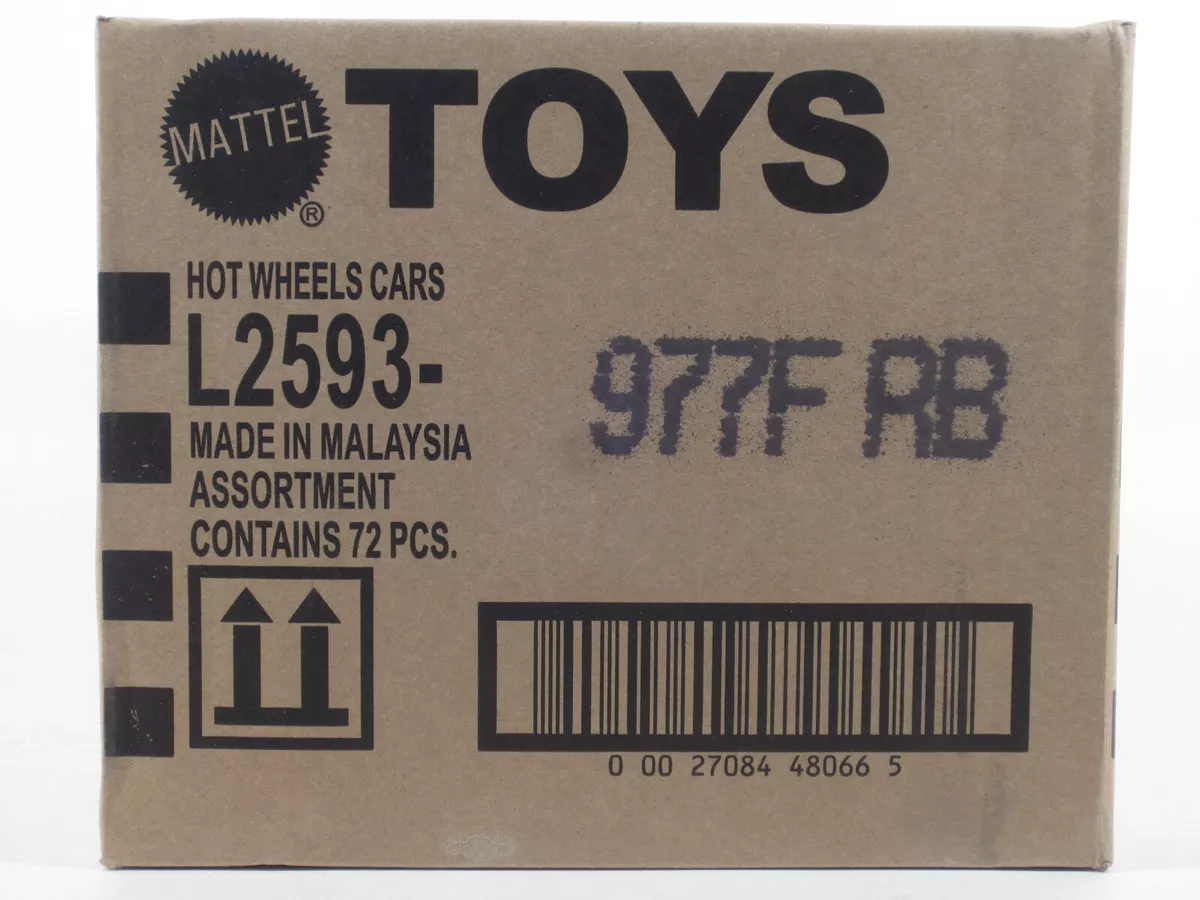 MATTEL ® TOYS
HOT WHEELS CARS
L2593-
977F RB
MADE IN MALAYSIA
ASSORTMENT
CONTAINS 72 PCS.
0 00 27084 48066 5